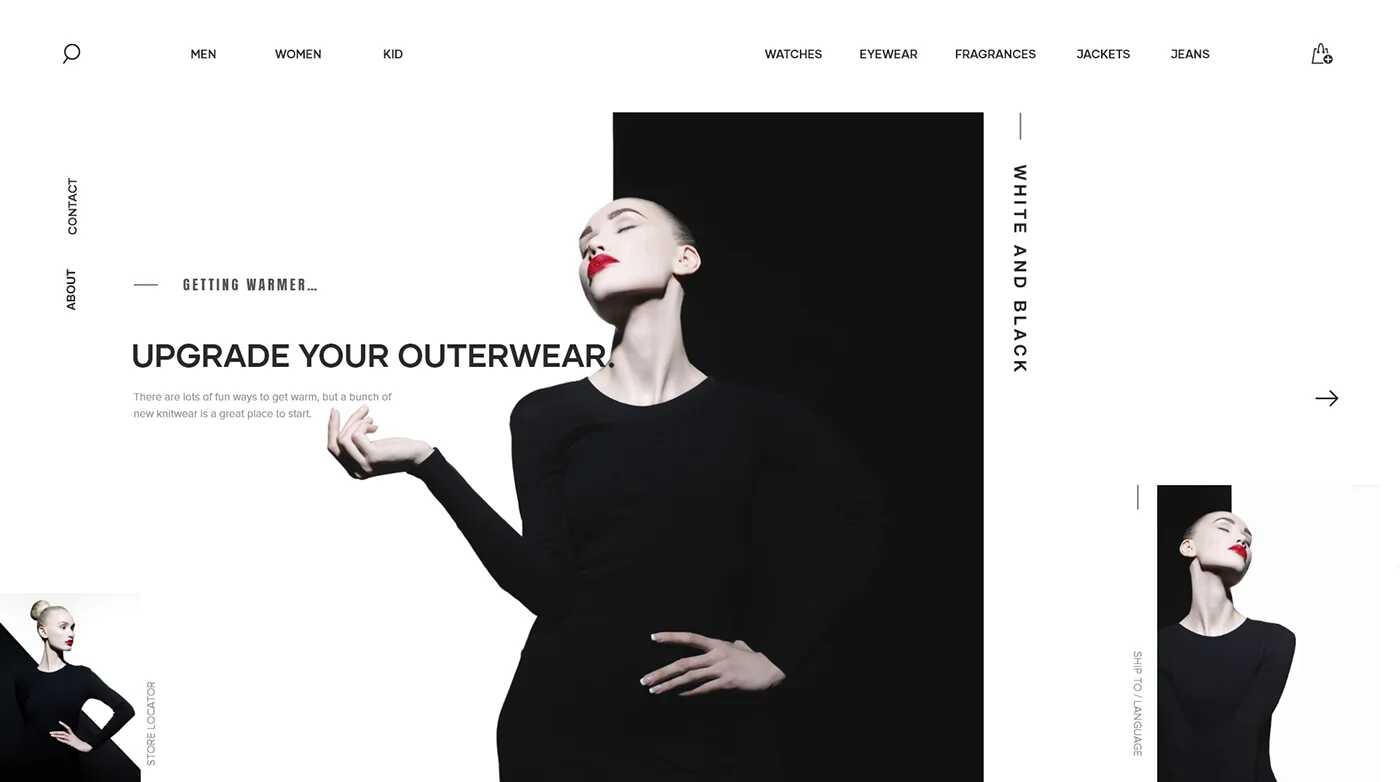 MEN
WOMEN
KID
WATCHES
EYEWEAR
FRAGRANCES
JACKETS
JEANS
CONTACT
ABOUT
GETTING WARMER...
UPGRADE YOUR OUTERWEAR.
There are lots of fun ways to get warm, but a bunch of
new knitwear is a great place to start.
WHITE AND BLACK
STORE LOCATOR
SHIP TO / LANGUAGE